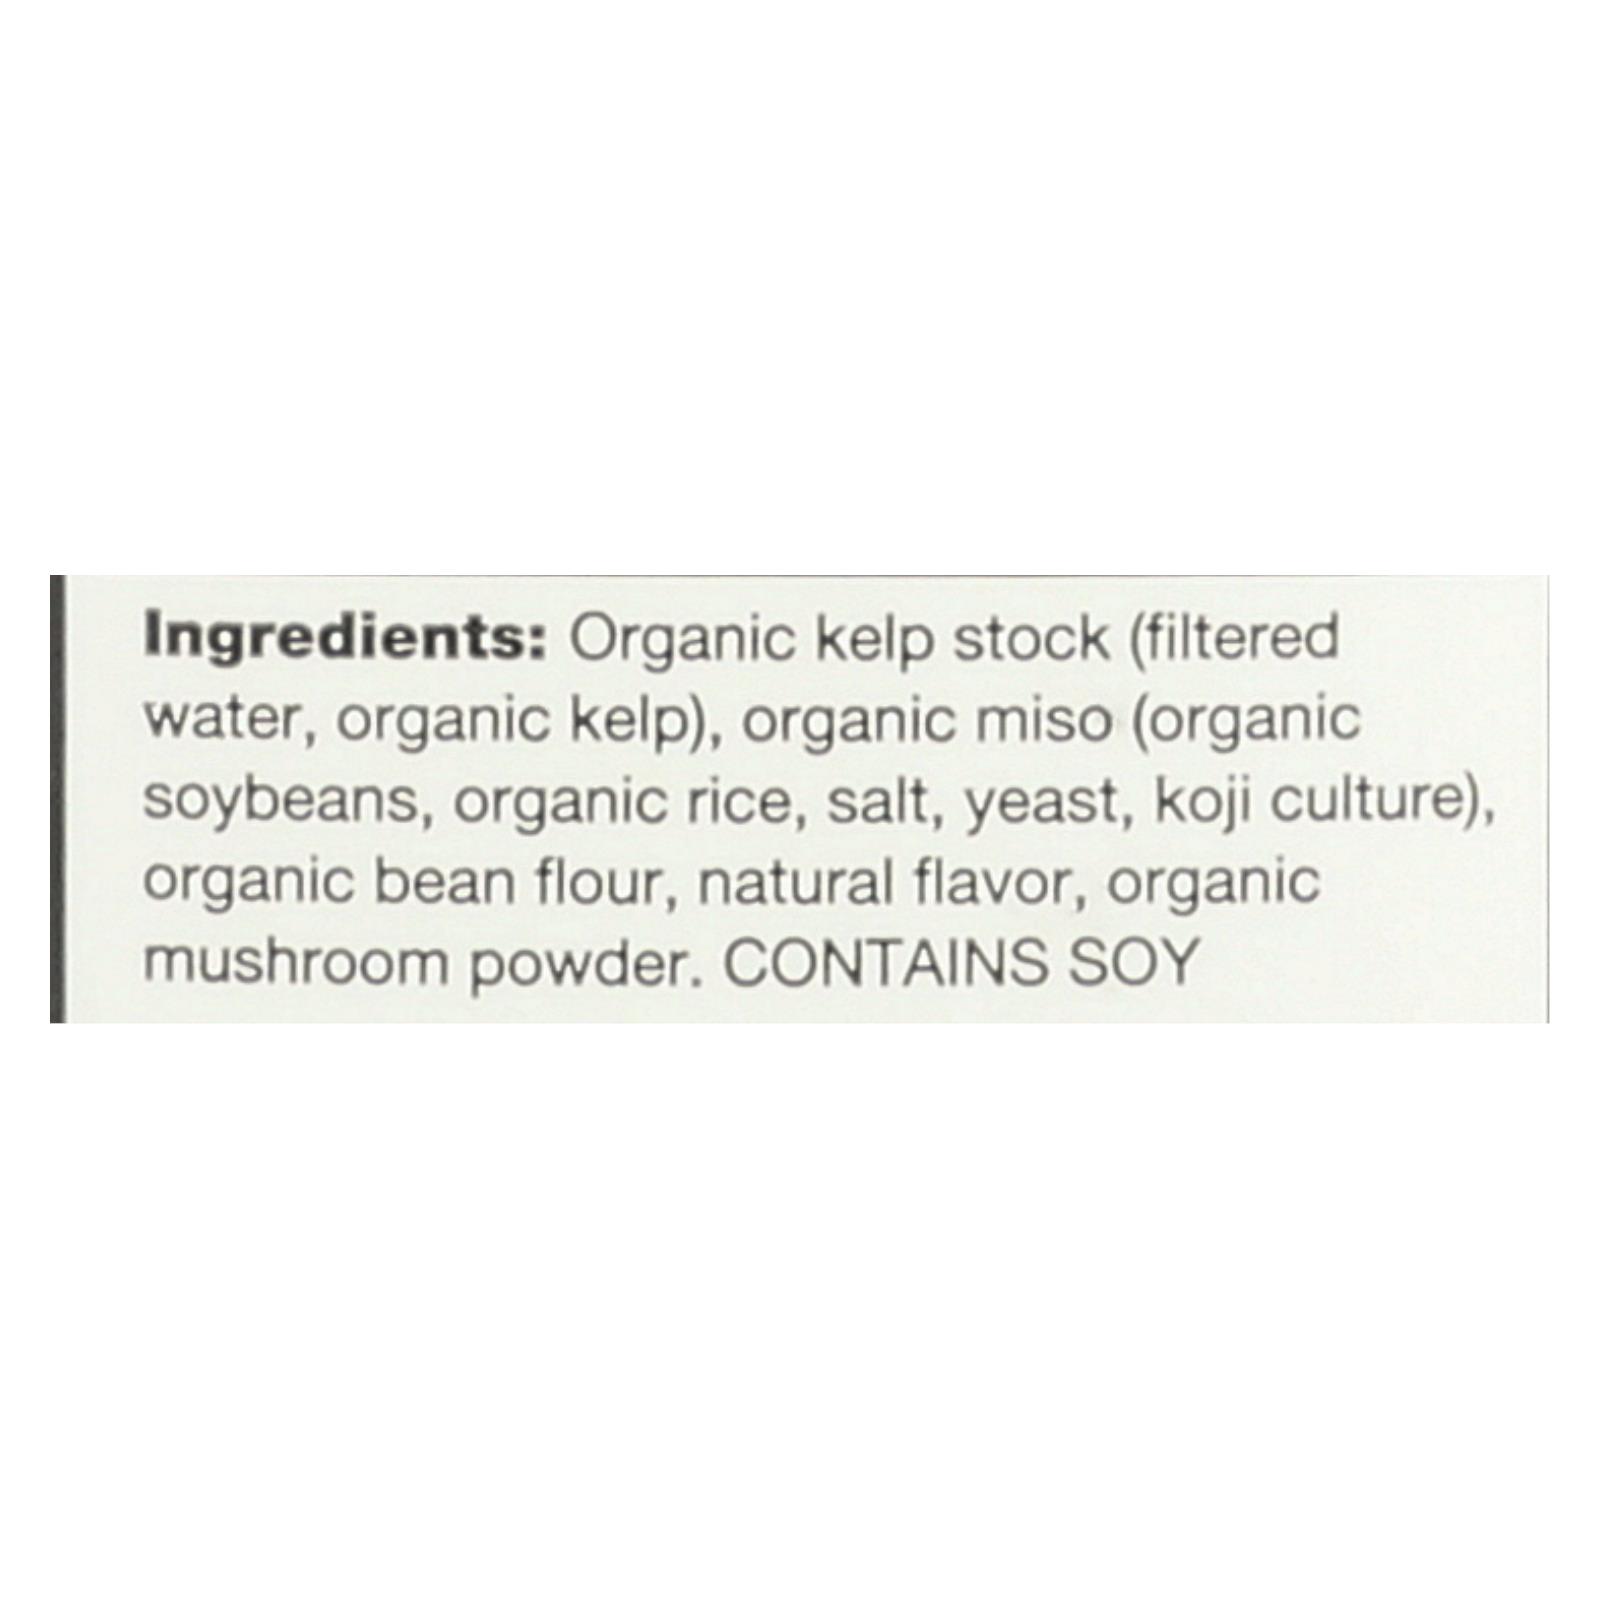 Ingredients: Organic kelp stock (filtered
water, organic kelp), organic miso (organic
soybeans, organic rice, salt, yeast, koji culture),
organic bean flour, natural flavor, organic
mushroom powder. CONTAINS SOY